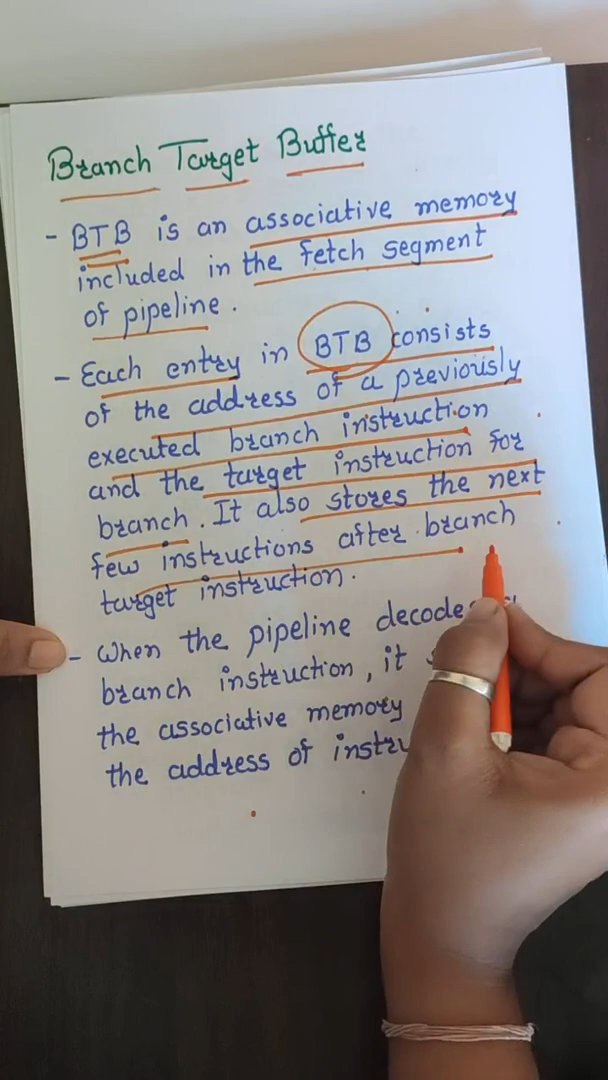 Branch Target Buffer
- BTB is an associative memory
included in the fetch segment
of pipeline.
- Each entry in BTB consists
of the address of a previously
executed branch instruction
and the target instruction for
branch. It also stores the next
few instructions after branch
target instruction.
- When the pipeline decodes
branch instruction, it
the associative memory
the address of